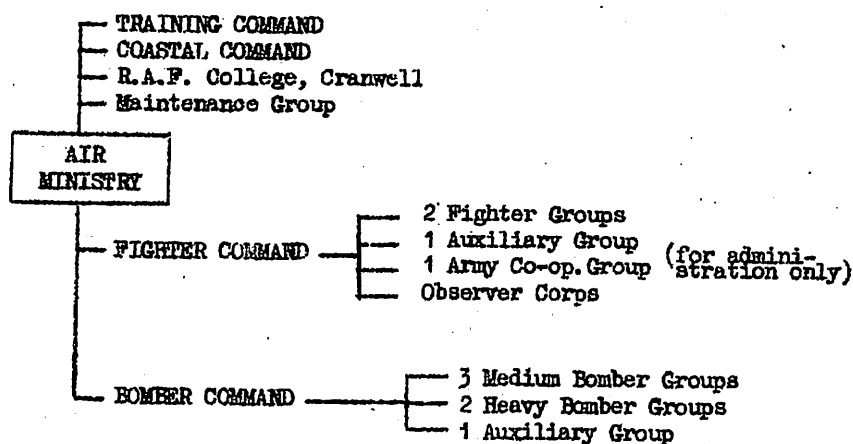 TRAINING COMMAND
COASTAL COMMAND
R.A.F. College, Cranwell
Maintenance Group
AIR
MINISTRY
FIGHTER COMMAND
2 Fighter Groups
1 Auxiliary Group
1 Army Co-op. Group (for admini-
stration only)
Observer Corps
BOMBER COMMAND
3 Medium Bomber Groups
2 Heavy Bomber Groups
1 Auxiliary Group